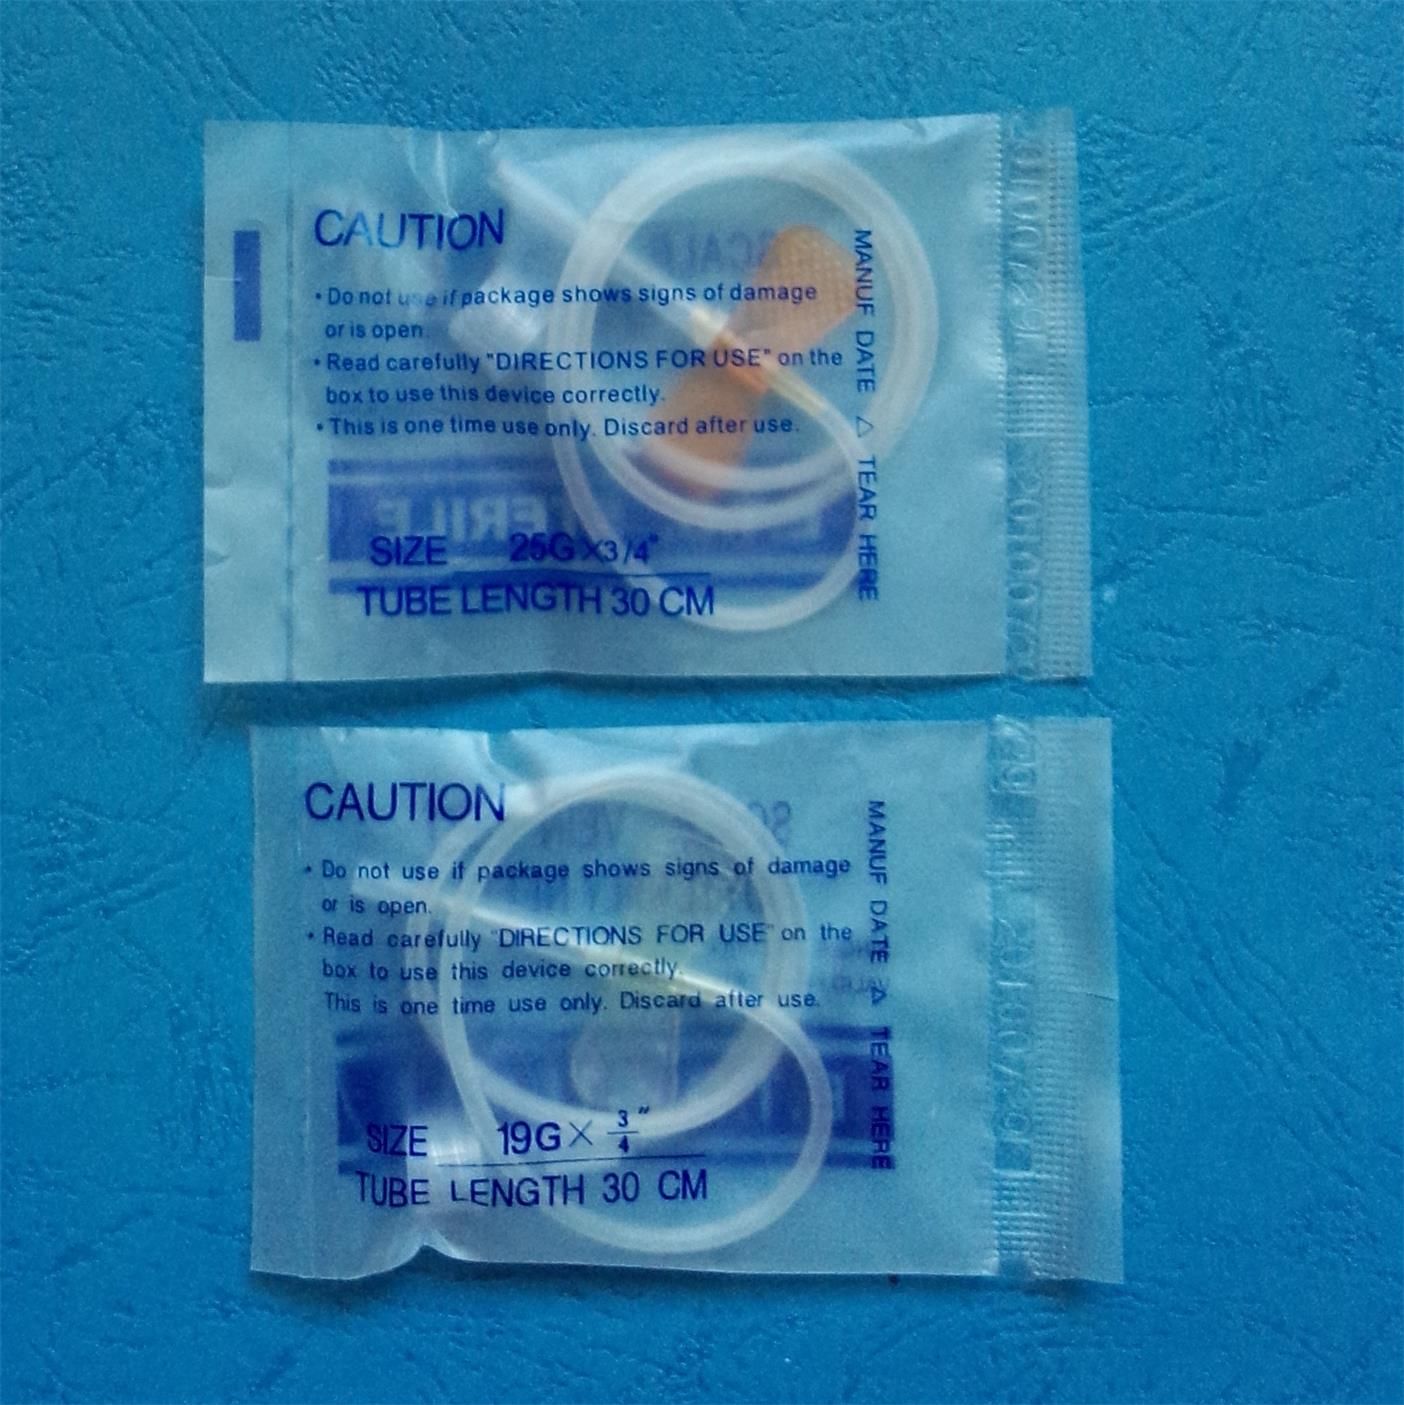 CAUTION
• Do not use if package shows signs of damage
or is open.
• Read carefully "DIRECTIONS FOR USE" on the
box to use this device correctly.
• This is one time use only. Discard after use.
SIZE 25G X3/4"
TUBE LENGTH 30 CM
MANUF DATE △ TEAR HERE
STERILE
CAUTION
• Do not use if package shows signs of damage
or is open.
• Read carefully "DIRECTIONS FOR USE" on the
box to use this device correctly.
This is one time use only. Discard after use.
SIZE 19G X 3/4"
TUBE LENGTH 30 CM
MANUF DATE △ TEAR HERE